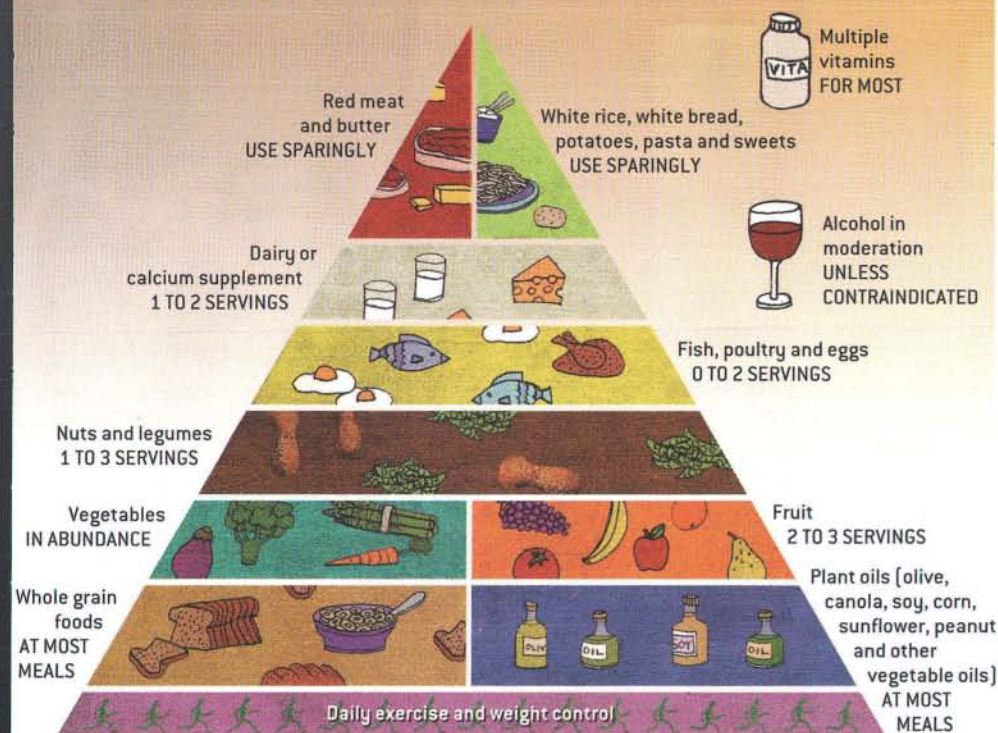 Multiple
vitamins
FOR MOST
VITA
Red meat
and butter
USE SPARINGLY
White rice, white bread,
potatoes, pasta and sweets
USE SPARINGLY
Alcohol in
moderation
UNLESS
CONTRAINDICATED
Dairy or
calcium supplement
1 TO 2 SERVINGS
Fish, poultry and eggs
0 TO 2 SERVINGS
Nuts and legumes
1 TO 3 SERVINGS
Vegetables
IN ABUNDANCE
Fruit
2 TO 3 SERVINGS
Whole grain
foods
AT MOST
MEALS
Plant oils (olive,
canola, soy, corn,
sunflower, peanut
and other
vegetable oils)
AT MOST
MEALS
OLIV
OIL
SOY
OIL
Daily exercise and weight control